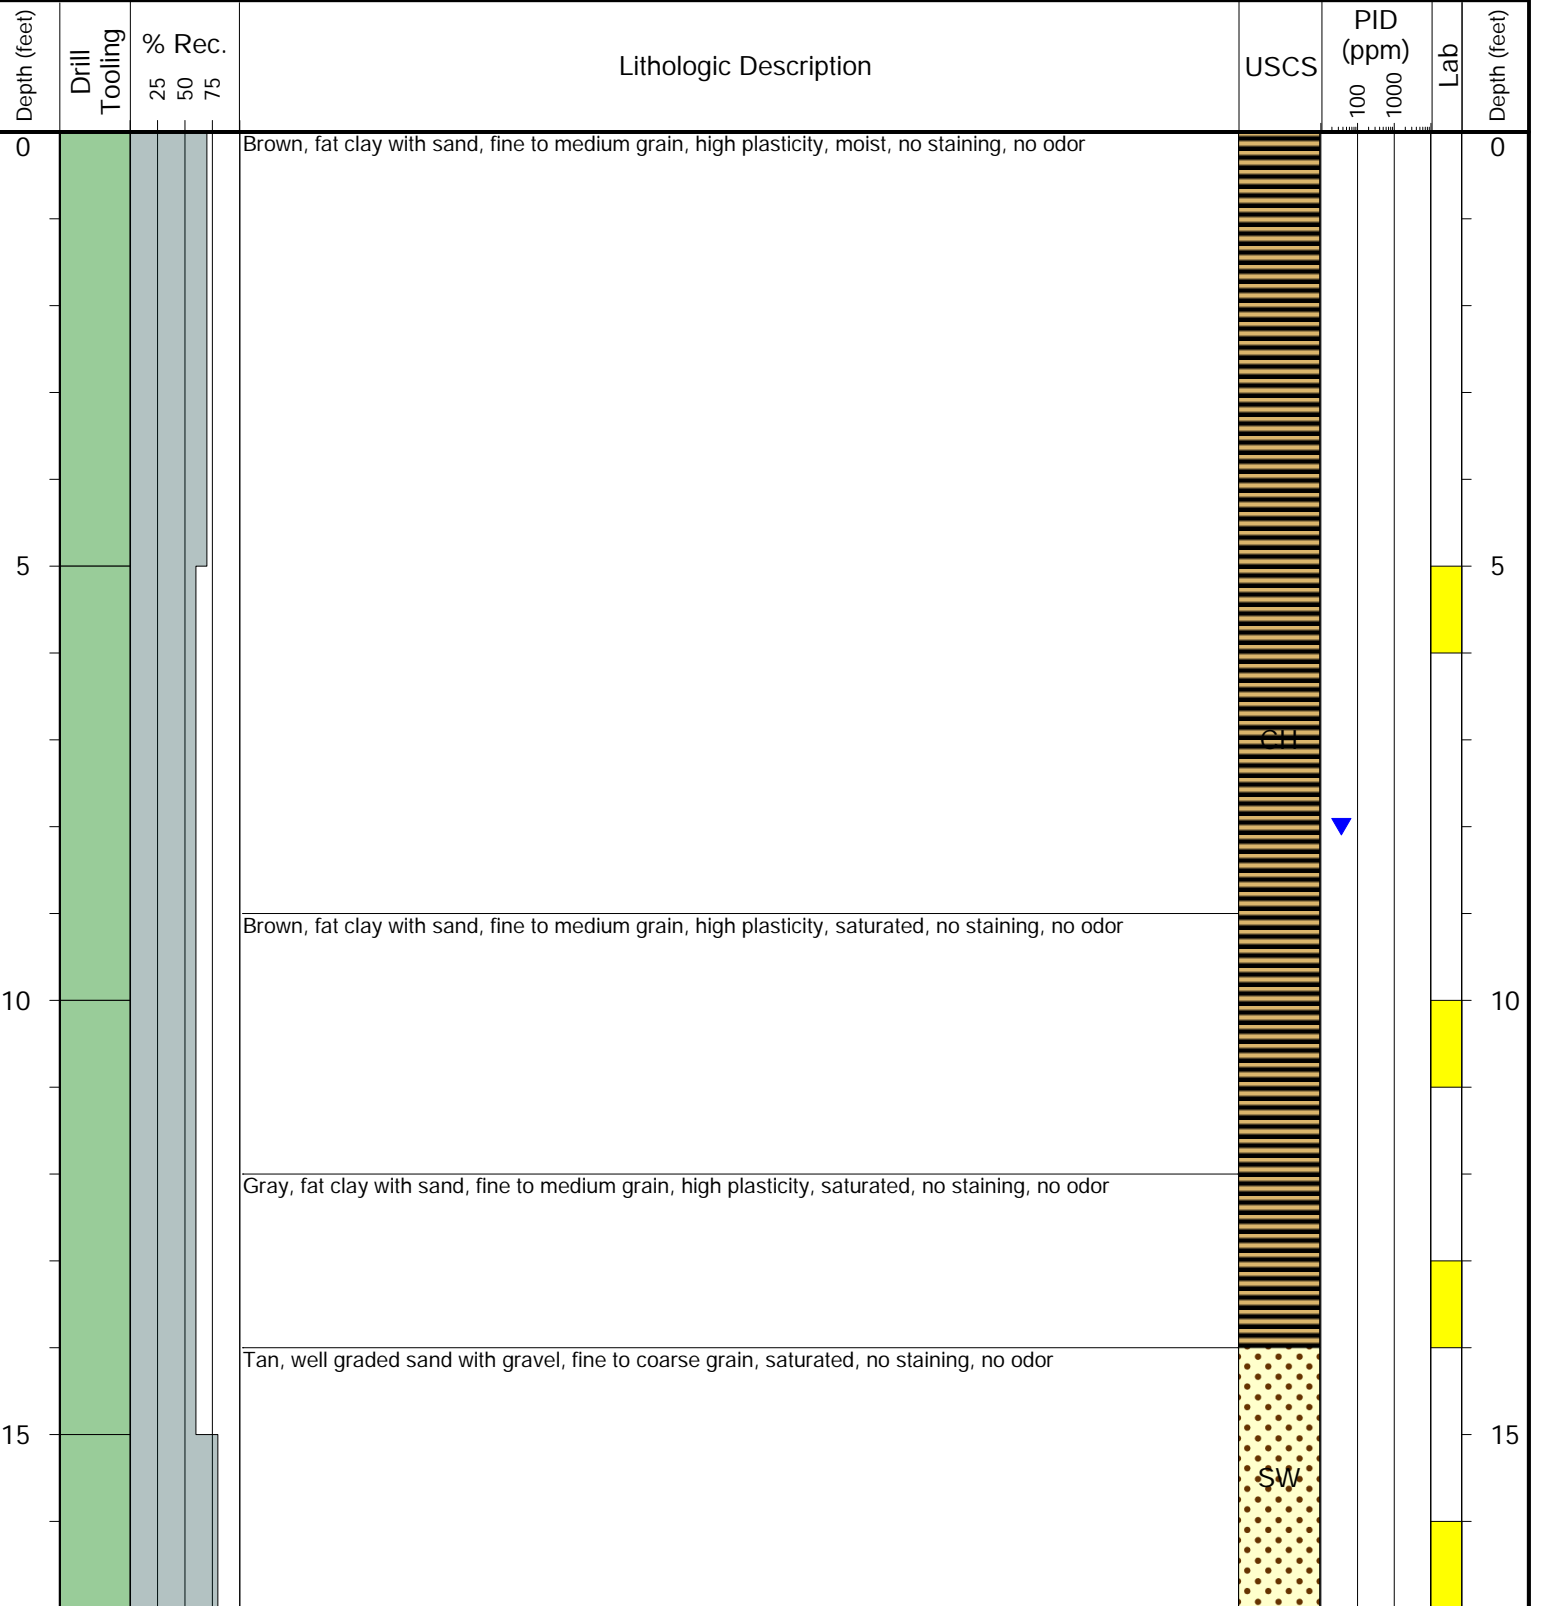 Depth (feet)
Drill
Tooling
% Rec.
25
50
75
Lithologic Description
USCS
PID
(ppm)
100
1000
Lab
Depth (feet)
0
Brown, fat clay with sand, fine to medium grain, high plasticity, moist, no staining, no odor
0
5
5
CH
Brown, fat clay with sand, fine to medium grain, high plasticity, saturated, no staining, no odor
10
10
Gray, fat clay with sand, fine to medium grain, high plasticity, saturated, no staining, no odor
Tan, well graded sand with gravel, fine to coarse grain, saturated, no staining, no odor
15
15
SW